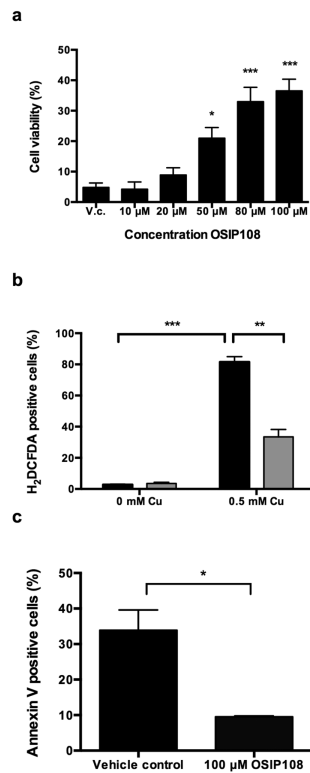 a
Cell viability (%)
50
40
30
20
10
0
* *** ***
V.c. 10 µM 20 µM 50 µM 80 µM 100 µM
Concentration OSIP108
b
H₂DCFDA positive cells (%)
100
80
60
40
20
0
*** **
0 mM Cu 0.5 mM Cu
c
Annexin V positive cells (%)
50
40
30
20
10
0
*
Vehicle control 100 µM OSIP108